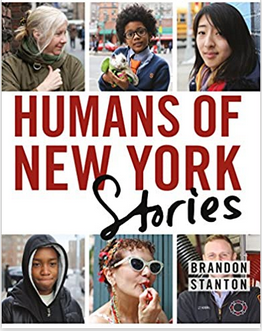 HUMANS OF
NEW YORK
Stories
BRANDON
STANTON